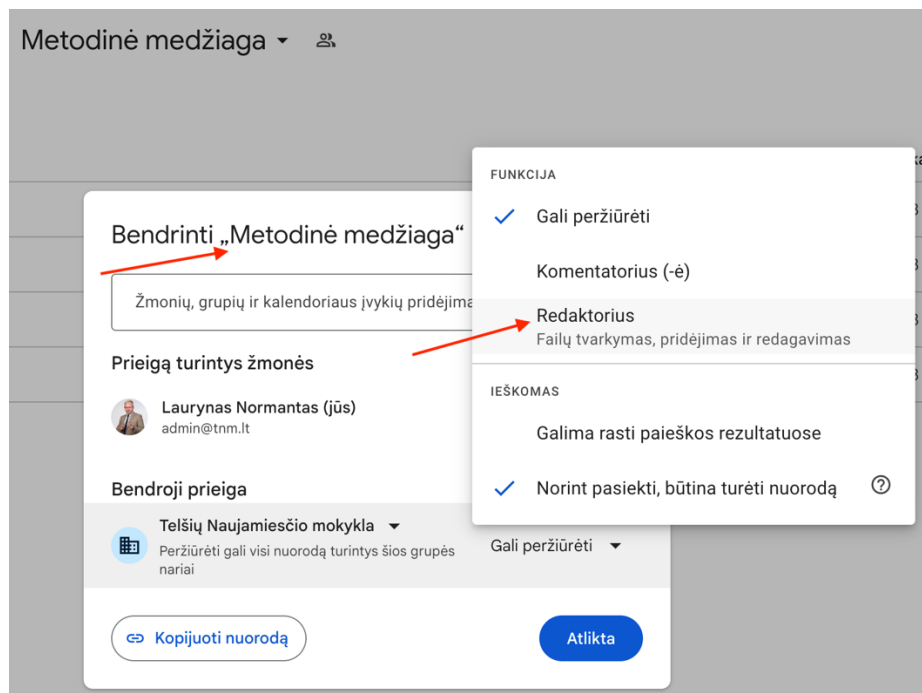 Metodinė medžiaga
FUNKCIJA
Gali peržiūrėti
Komentatorius (-ė)
Redaktorius
Failų tvarkymas, pridėjimas ir redagavimas
IEŠKOMAS
Galima rasti paieškos rezultatuose
Norint pasiekti, būtina turėti nuorodą
Bendrinti „Metodinė medžiaga“
Žmonių, grupių ir kalendoriaus įvykių pridėjima
Prieigą turintys žmonės
Laurynas Normantas (jūs)
admin@tnm.lt
Bendroji prieiga
Telšių Naujamiesčio mokykla
Peržiūrėti gali visi nuorodą turintys šios grupės
nariai
Gali peržiūrėti
Kopijuoti nuorodą
Atlikta